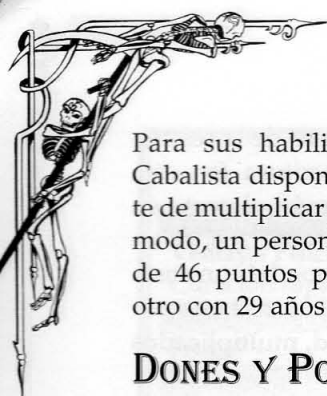 Para sus habili
Cabalista dispon
te de multiplicar
modo, un person
de 46 puntos p
otro con 29 años
DONES Y PO